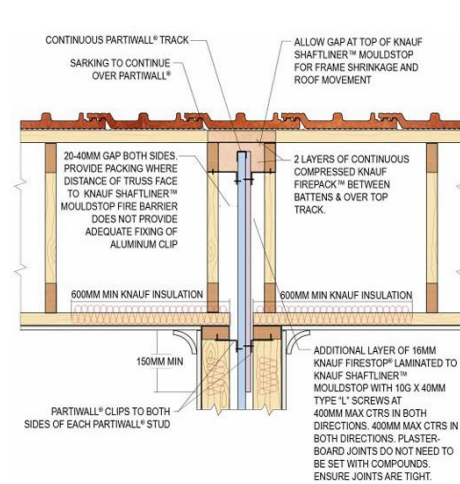 CONTINUOUS PARTIWALL® TRACK
SARKING TO CONTINUE
OVER PARTIWALL®
ALLOW GAP AT TOP OF KNAUF
SHAFTLINER™ MOULDSTOP
FOR FRAME SHRINKAGE AND
ROOF MOVEMENT
20-40MM GAP BOTH SIDES.
PROVIDE PACKING WHERE
DISTANCE OF TRUSS FACE
TO KNAUF SHAFTLINER™
MOULDSTOP FIRE BARRIER
DOES NOT PROVIDE
ADEQUATE FIXING OF
ALUMINUM CLIP
2 LAYERS OF CONTINUOUS
COMPRESSED KNAUF
FIREPACK™ BETWEEN
BATTENS & OVER TOP
TRACK.
600MM MIN KNAUF INSULATION
600MM MIN KNAUF INSULATION
150MM MIN
PARTIWALL® CLIPS TO BOTH
SIDES OF EACH PARTIWALL® STUD
ADDITIONAL LAYER OF 16MM
KNAUF FIRESTOP® LAMINATED TO
KNAUF SHAFTLINER™
MOULDSTOP WITH 10G X 40MM
TYPE "L" SCREWS AT
400MM MAX CTRS IN BOTH
DIRECTIONS. 400MM MAX CTRS IN
BOTH DIRECTIONS. PLASTER-
BOARD JOINTS DO NOT NEED TO
BE SET WITH COMPOUNDS.
ENSURE JOINTS ARE TIGHT.